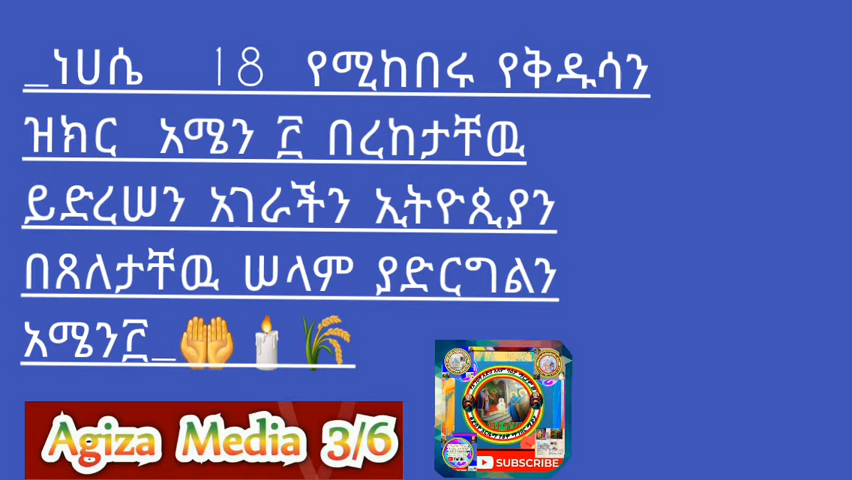 _ነሀሴ 18 የሚከበሩ የቅዱሳን
ዝክር አሜን ፫ በረከታቸዉ
ይድረሠን አገራችን ኢትዮጲያን
በጸለታቸዉ ሠላም ያድርግልን
አሜን፫_🤲🕯🌾
Agiza Media 3/6
SUBSCRIBE